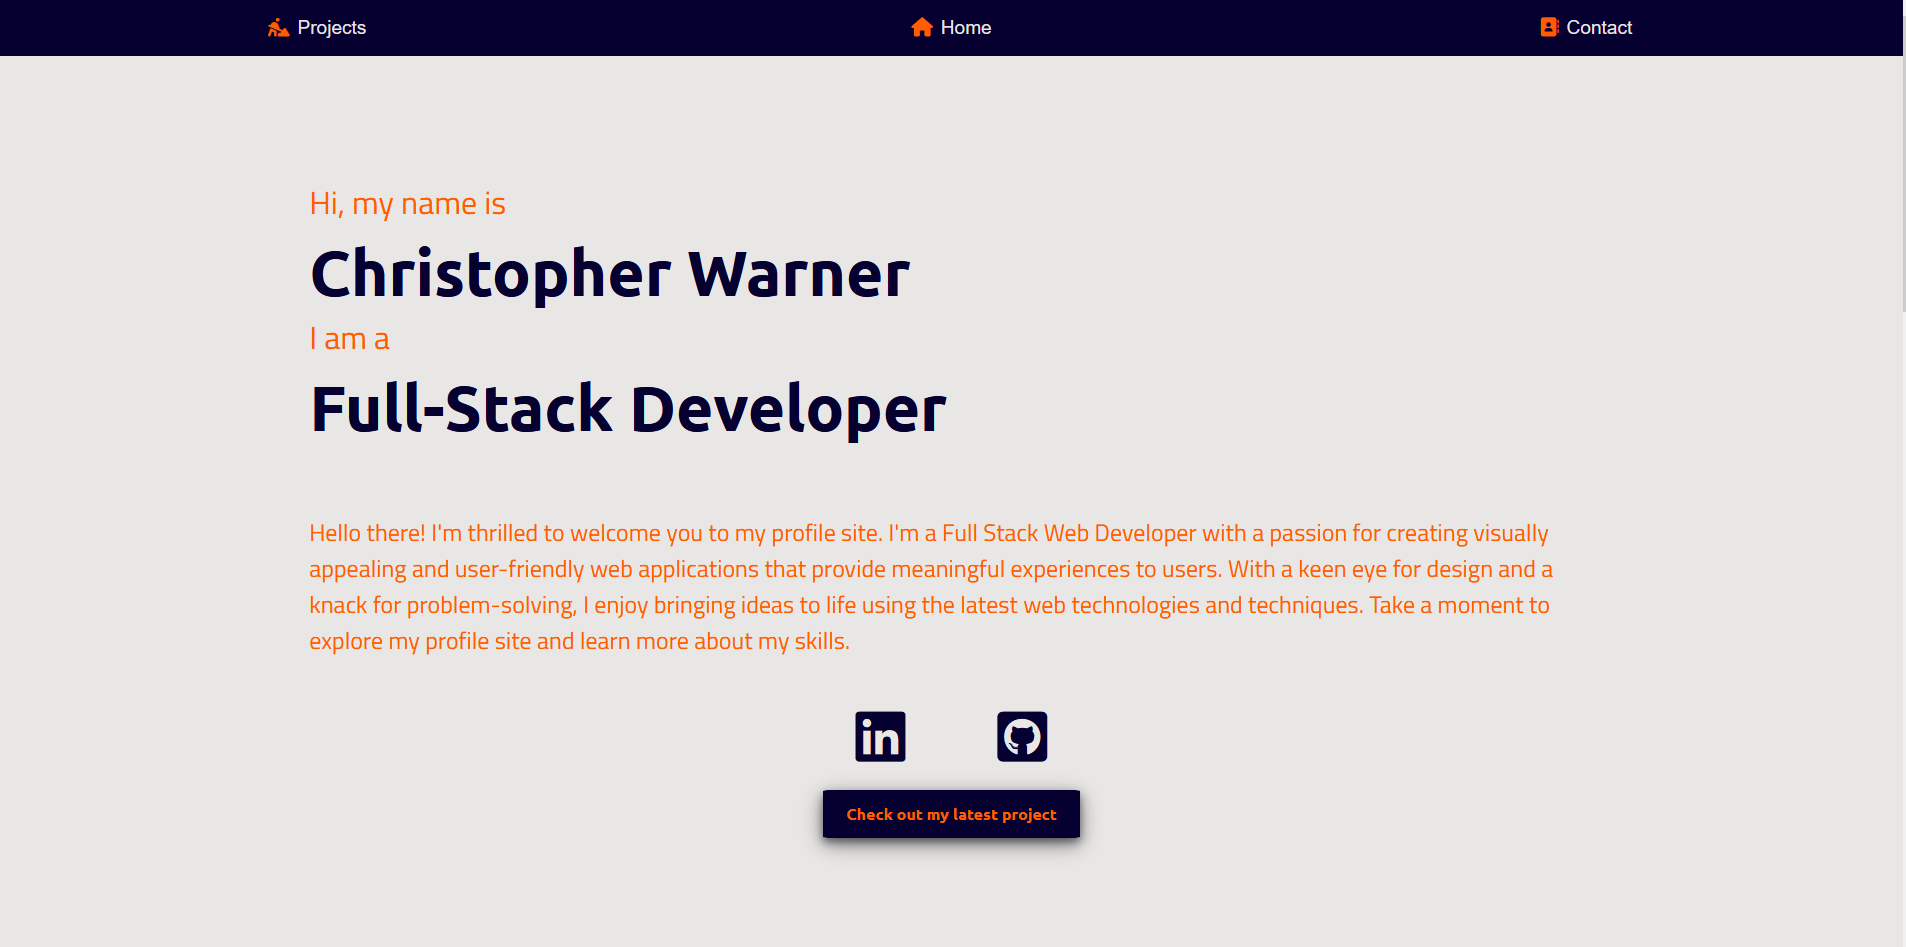 Projects
Home
Contact
Hi, my name is
Christopher Warner
I am a
Full-Stack Developer
Hello there! I'm thrilled to welcome you to my profile site. I'm a Full Stack Web Developer with a passion for creating visually
appealing and user-friendly web applications that provide meaningful experiences to users. With a keen eye for design and a
knack for problem-solving, I enjoy bringing ideas to life using the latest web technologies and techniques. Take a moment to
explore my profile site and learn more about my skills.
in
Check out my latest project